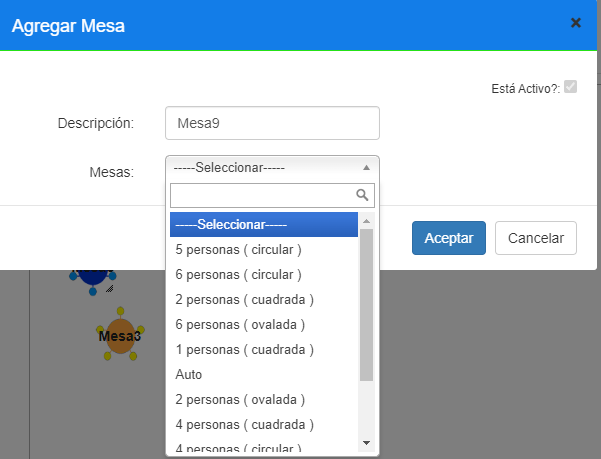 Agregar Mesa
Está Activo?:
Descripción: Mesa9
Mesas: -----Seleccionar-----
-----Seleccionar-----
5 personas ( circular )
6 personas ( circular )
Aceptar Cancelar
2 personas ( cuadrada )
6 personas ( ovalada )
Mesa3
1 personas ( cuadrada )
Auto
2 personas ( ovalada )
4 personas ( cuadrada )
4 personas ( circular )